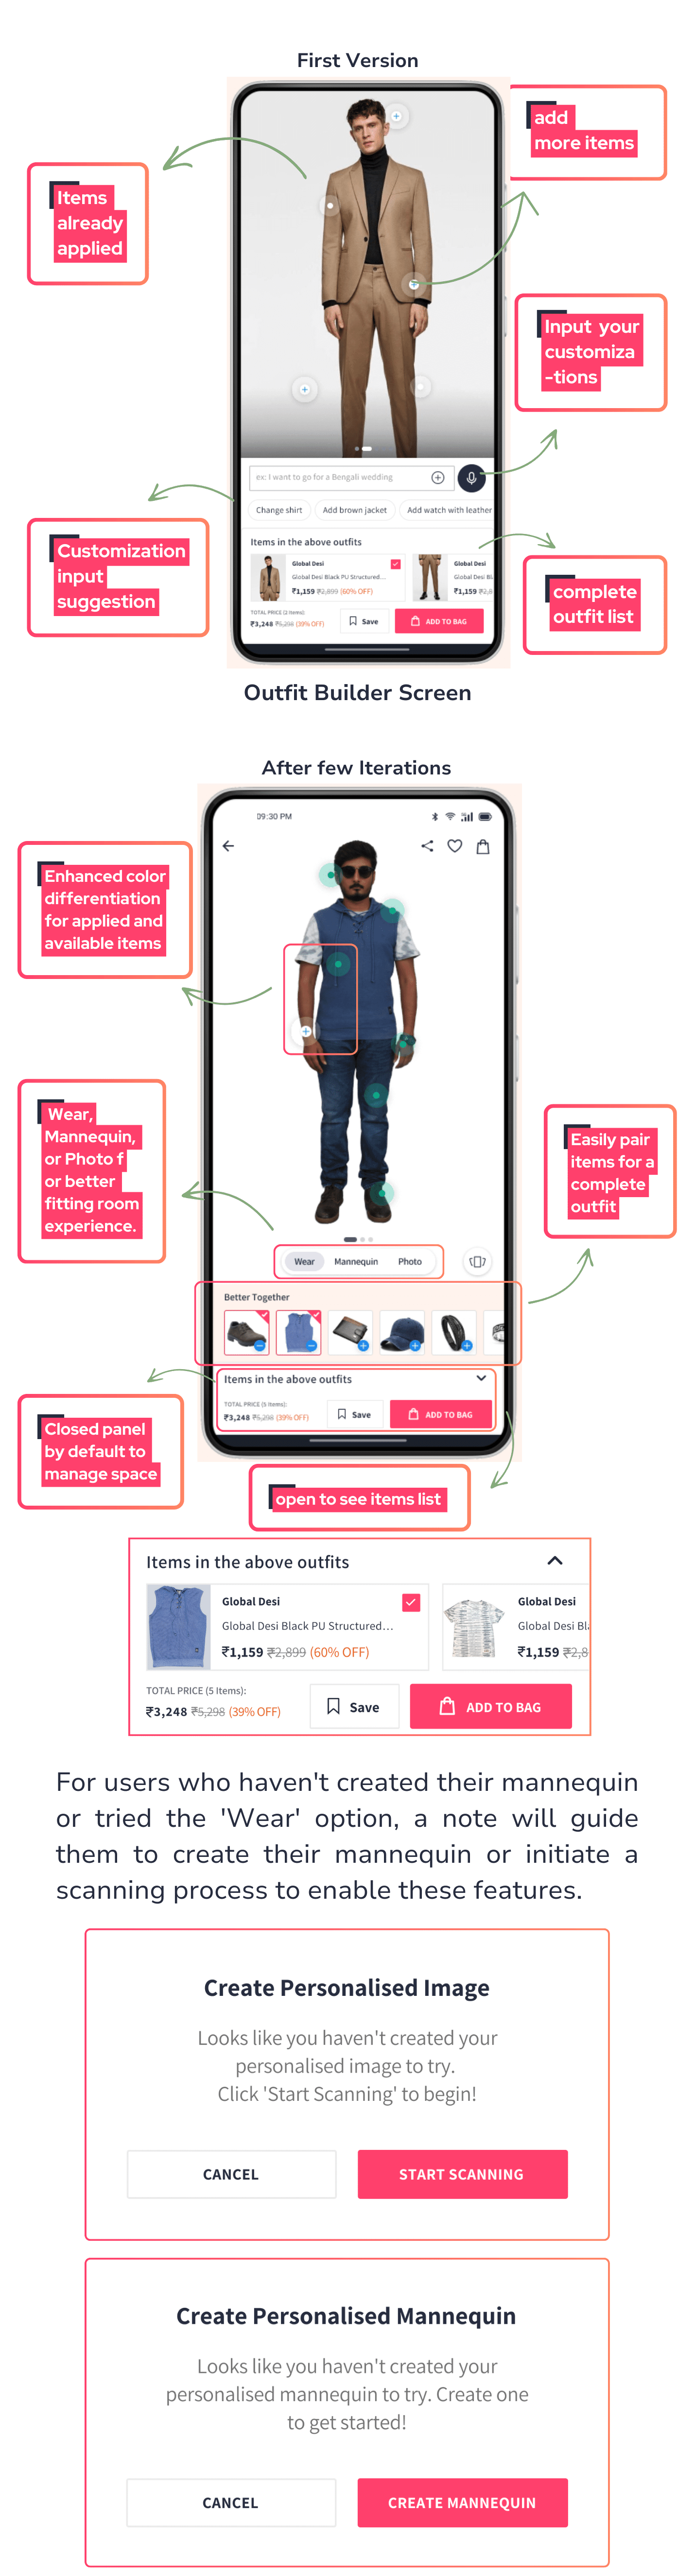 First Version
add
more items
Items
already
applied
Input your
customiza
-tions
ex: I want to go for a Bengali wedding
Change shirt
Add brown jacket
Add watch with leather
Customization
input
suggestion
Items in the above outfits
Global Desi
Global Desi Black PU Structured...
₹1,159 ₹2,899 (60% OFF)
Global Desi
Global Desi Bl
₹1,159 ₹2,8
complete
outfit list
TOTAL PRICE (2 Items):
₹3,248 ₹5,298 (39% OFF)
Save
ADD TO BAG
Outfit Builder Screen
After few Iterations
09:30 PM
Enhanced color
differentiation
for applied and
available items
Wear,
Mannequin,
or Photo f
or better
fitting room
experience.
Easily pair
items for a
complete
outfit
Wear
Mannequin
Photo
Better Together
Items in the above outfits
TOTAL PRICE (5 Items):
₹3,248 ₹5,298 (39% OFF)
Save
ADD TO BAG
Closed panel
by default to
manage space
open to see items list
Items in the above outfits
Global Desi
Global Desi Black PU Structured...
₹1,159 ₹2,899 (60% OFF)
Global Desi
Global Desi Bla
₹1,159 ₹2,8
TOTAL PRICE (5 Items):
₹3,248 ₹5,298 (39% OFF)
Save
ADD TO BAG
For users who haven't created their mannequin
or tried the 'Wear' option, a note will guide
them to create their mannequin or initiate a
scanning process to enable these features.
Create Personalised Image
Looks like you haven't created your
personalised image to try.
Click 'Start Scanning' to begin!
CANCEL
START SCANNING
Create Personalised Mannequin
Looks like you haven't created your
personalised mannequin to try. Create one
to get started!
CANCEL
CREATE MANNEQUIN